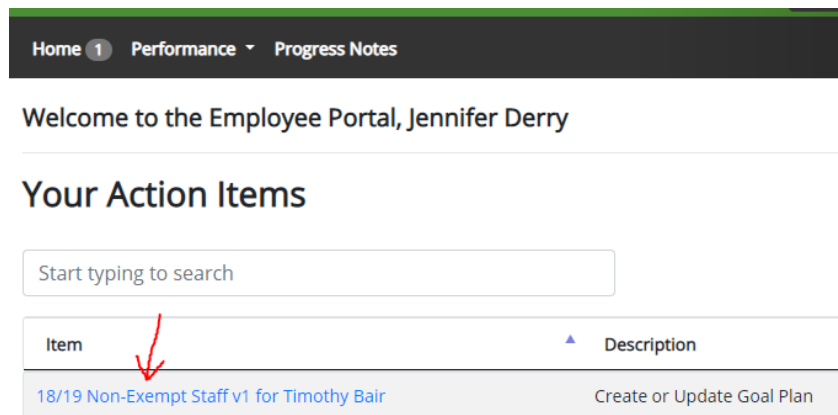 Home 1 Performance Progress Notes
Welcome to the Employee Portal, Jennifer Derry
Your Action Items
Start typing to search
Item Description
18/19 Non-Exempt Staff v1 for Timothy Bair Create or Update Goal Plan